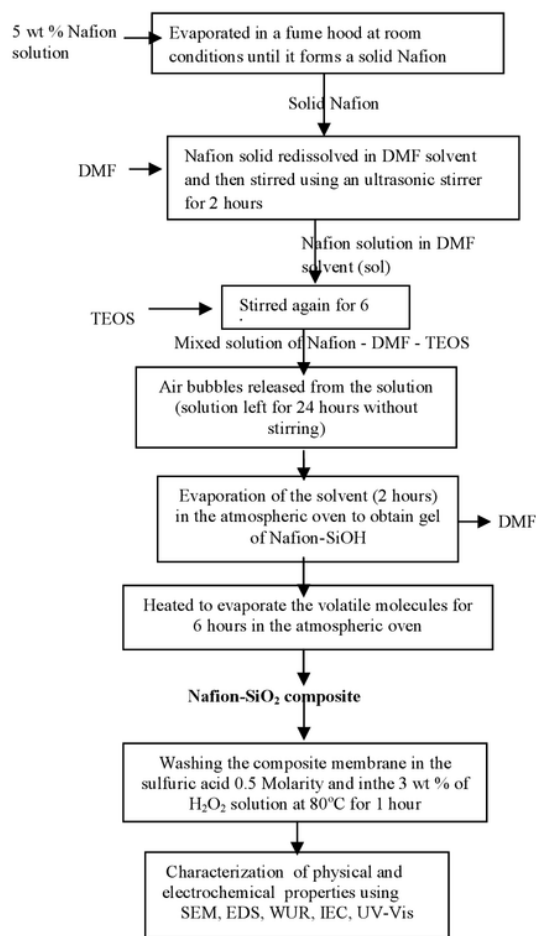 5 wt % Nafion
solution
Evaporated in a fume hood at room
conditions until it forms a solid Nafion
Solid Nafion
DMF
Nafion solid redissolved in DMF solvent
and then stirred using an ultrasonic stirrer
for 2 hours
Nafion solution in DMF
solvent (sol)
TEOS
Stirred again for 6
Mixed solution of Nafion - DMF - TEOS
Air bubbles released from the solution
(solution left for 24 hours without
stirring)
Evaporation of the solvent (2 hours)
in the atmospheric oven to obtain gel
of Nafion-SiOH
DMF
Heated to evaporate the volatile molecules for
6 hours in the atmospheric oven
Nafion-SiO₂ composite
Washing the composite membrane in the
sulfuric acid 0.5 Molarity and inthe 3 wt % of
H₂O₂ solution at 80°C for 1 hour
Characterization of physical and
electrochemical properties using
SEM, EDS, WUR, IEC, UV-Vis